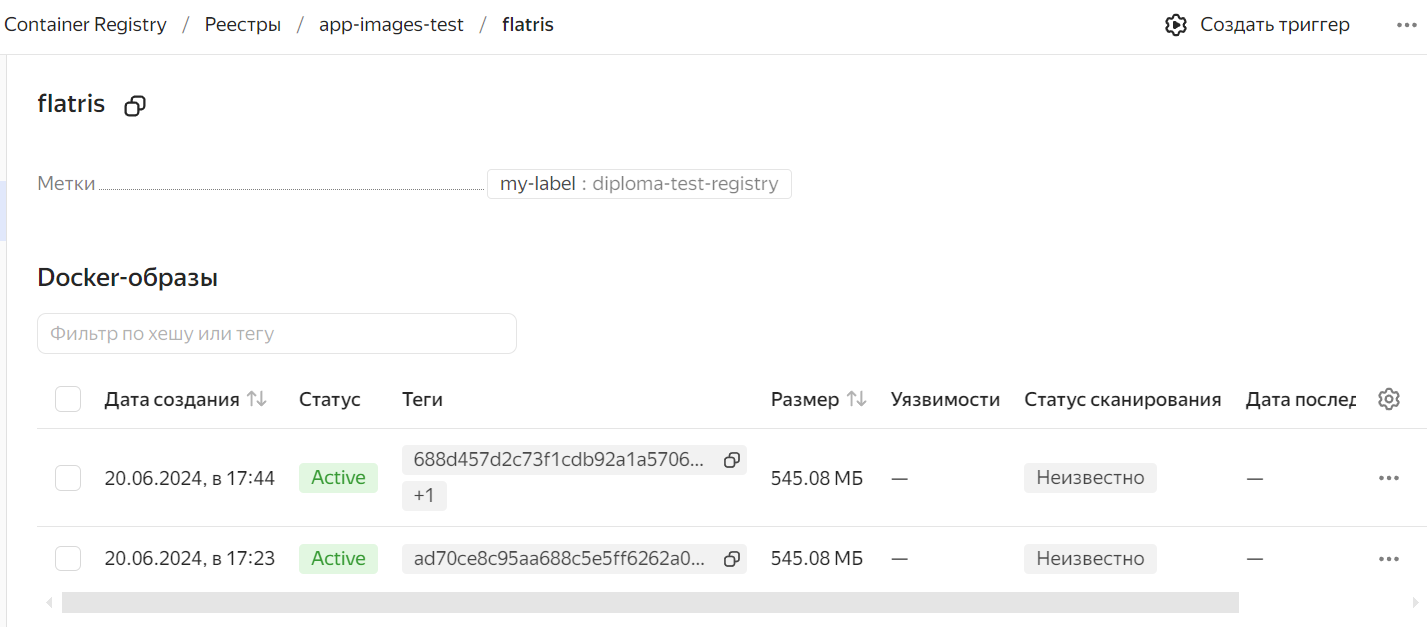 Container Registry / Реестры / app-images-test / flatris
Создать триггер
flatris
Метки
my-label : diploma-test-registry
Docker-образы
Фильтр по хешу или тегу
Дата создания Статус Теги Размер Уязвимости Статус сканирования Дата послед
20.06.2024, в 17:44 Active 688d457d2c73f1cdb92a1a5706... 545.08 МБ — Неизвестно —
+1
20.06.2024, в 17:23 Active ad70ce8c95aa688c5e5ff6262a0... 545.08 МБ — Неизвестно —